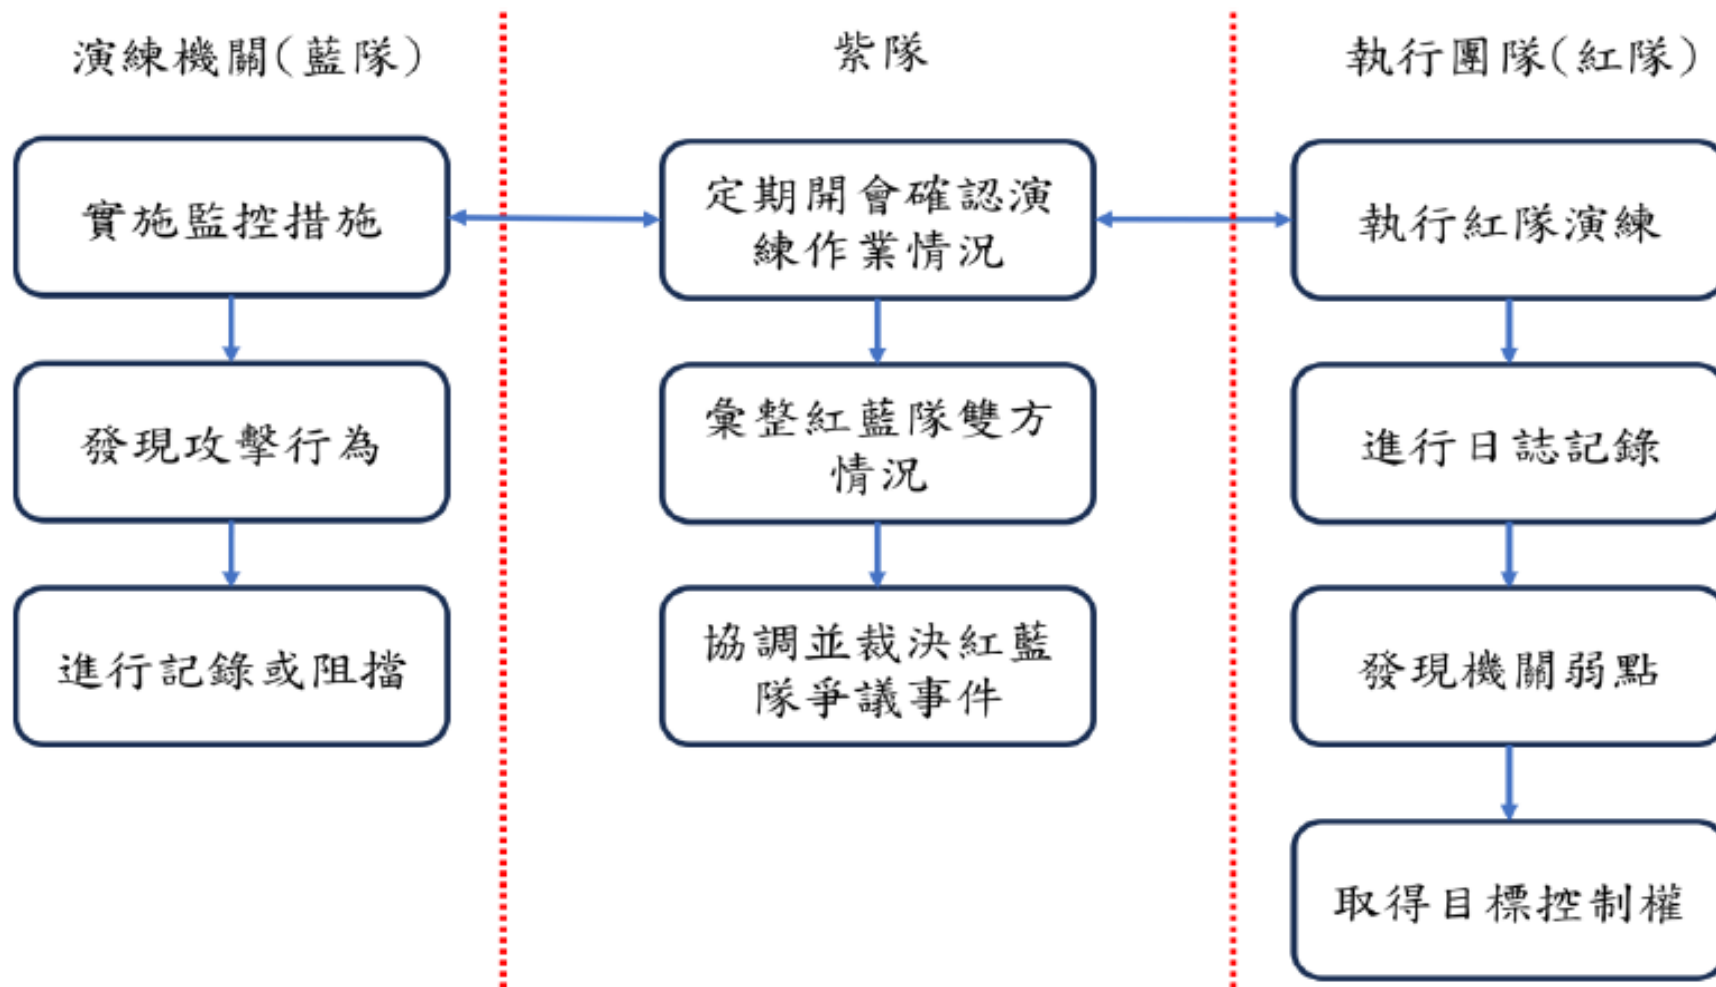 演練機關(藍隊)
實施監控措施
發現攻擊行為
進行記錄或阻擋
紫隊
定期開會確認演
練作業情況
彙整紅藍隊雙方
情況
協調並裁決紅藍
隊爭議事件
執行團隊(紅隊)
執行紅隊演練
進行日誌記錄
發現機關弱點
取得目標控制權